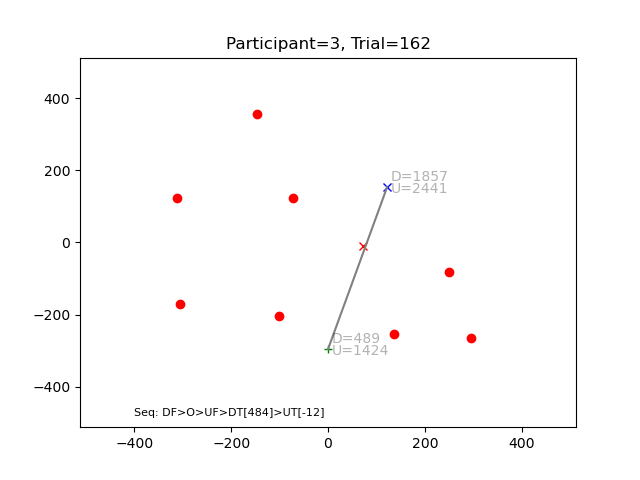 Participant=3, Trial=162
400
200
0
−200
−400
D=1857
U=2441
D=489
U=1424
Seq: DF>O>UF>DT[484]>UT[-12]
−400 −200 0 200 400